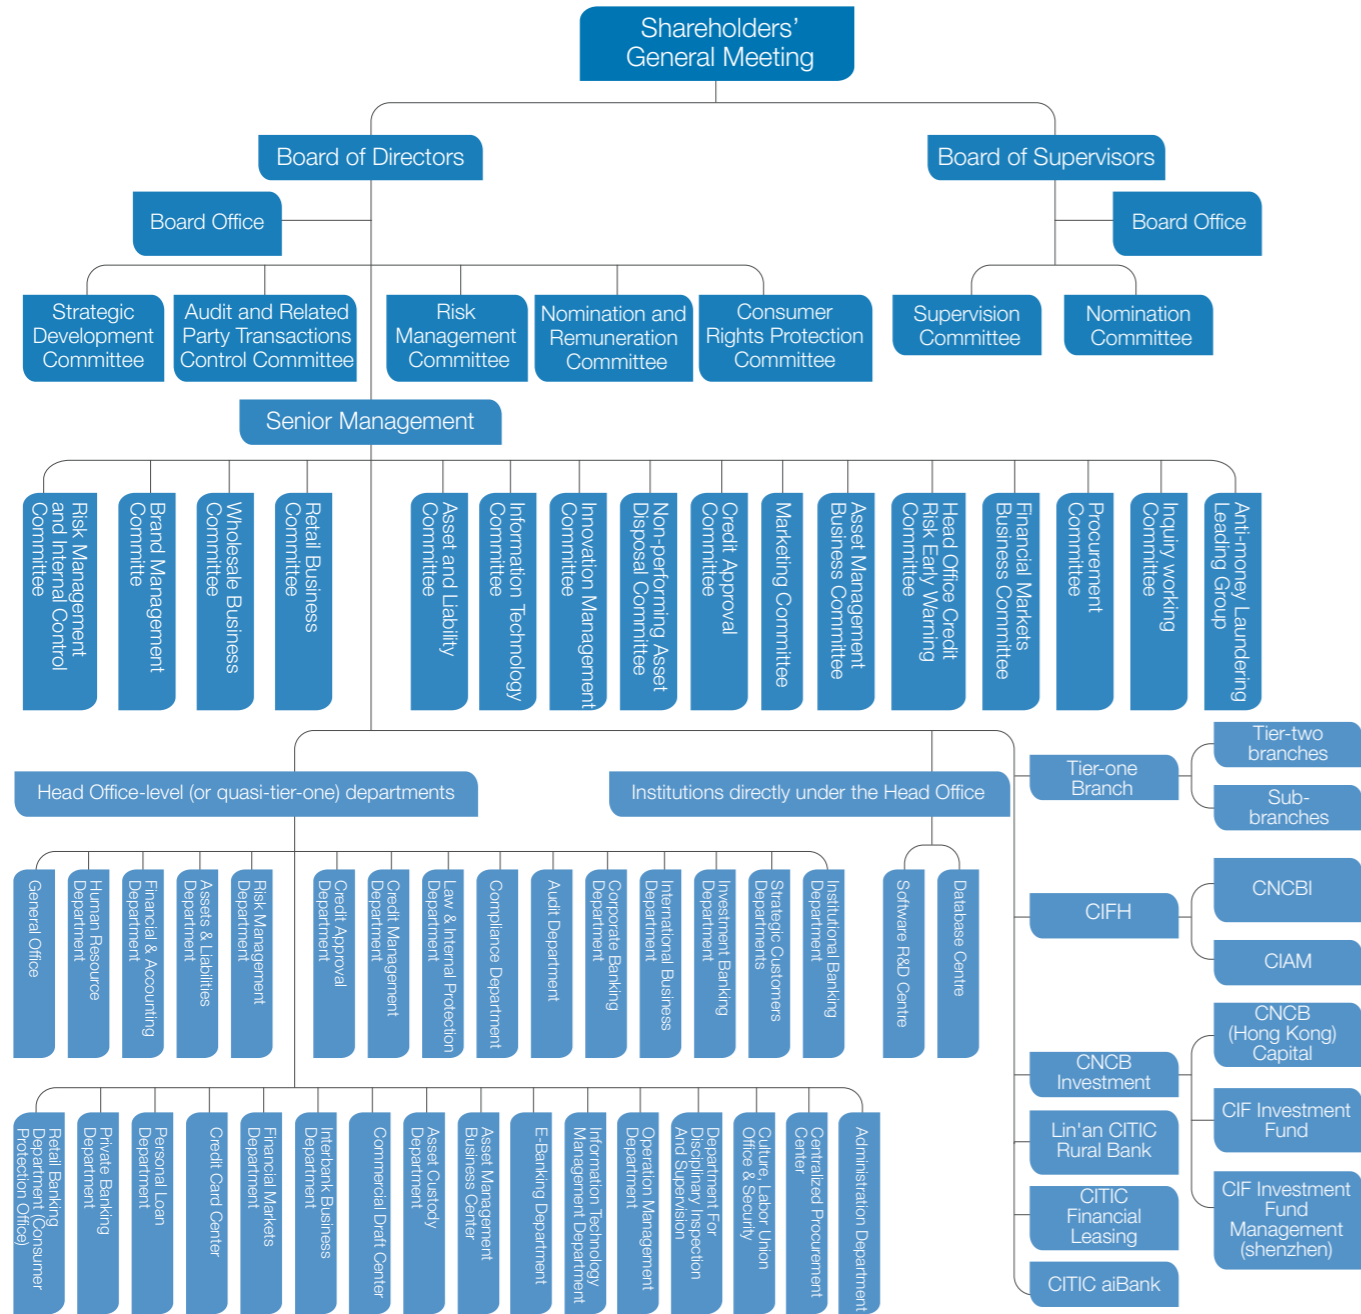 Shareholders'
General Meeting
Board of Directors
Board of Supervisors
Board Office
Board Office
Strategic
Development
Committee
Audit and Related
Party Transactions
Control Committee
Risk
Management
Committee
Nomination and
Remuneration
Committee
Consumer
Rights Protection
Committee
Supervision
Committee
Nomination
Committee
Senior Management
Risk Management
and Internal Control
Committee
Brand Management
Committe
Wholesale Business
Committee
Retail Business
Committee
Asset and Liability
Committee
Information Technology
Committee
Innovation Management
Committee
Non-performing Asset
Disposal Committee
Credit Approval
Committee
Marketing Committee
Asset Management
Business Committee
Head Office Credit
Risk Early Warning
Committee
Financial Markets
Business Committee
Procurement
Committee
Inquiry working
Committee
Anti-money Laundering
Leading Group
Head Office-level (or quasi-tier-one) departments
Institutions directly under the Head Office
Tier-one
Branch
Tier-two
branches
Sub-
branches
General Office
Human Resource
Department
Financial & Accounting
Department
Assets & Liabilities
Department
Risk Management
Department
Credit Approval
Department
Credit Management
Department
Law & Internal Protection
Department
Compliance Department
Audit Department
Corporate Banking
Department
International Business
Department
Investment Banking
Department
Strategic Customers
Departments
Institutional Banking
Department
Software R&D Centre
Database Centre
CIFH
CNCBI
CIAM
CNCB
Investment
CNCB
(Hong Kong)
Capital
CIF Investment
Fund
CIF Investment
Fund
Management
(shenzhen)
Lin'an CITIC
Rural Bank
CITIC
Financial
Leasing
CITIC aiBank
Retail Banking
Department (Consumer
Protection Office)
Private Banking
Department
Personal Loan
Department
Credit Card Center
Financial Markets
Department
Interbank Business
Department
Commercial Draft Center
Asset Custody
Department
Asset Management
Business Center
E-Banking Department
Information Technology
Management Department
Operation Management
Department
Department For
Disciplinary Inspection
And Supervision
Culture, Labor Union
Office & Security
Centralized Procurement
Center
Administration Department